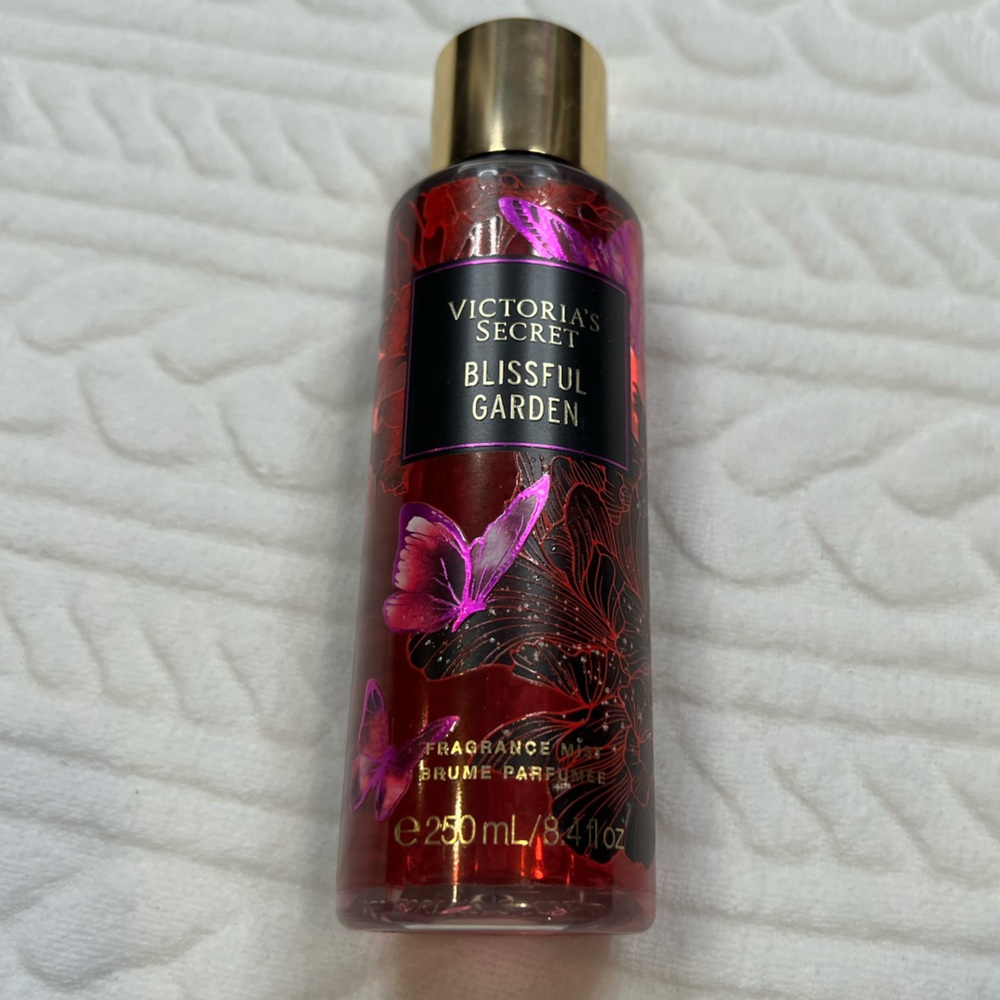 VICTORIA'S
SECRET
BLISSFUL
GARDEN
FRAGRANCE MIST
BRUME PARFUMÉE
℮ 250 mL/8.4 fl oz